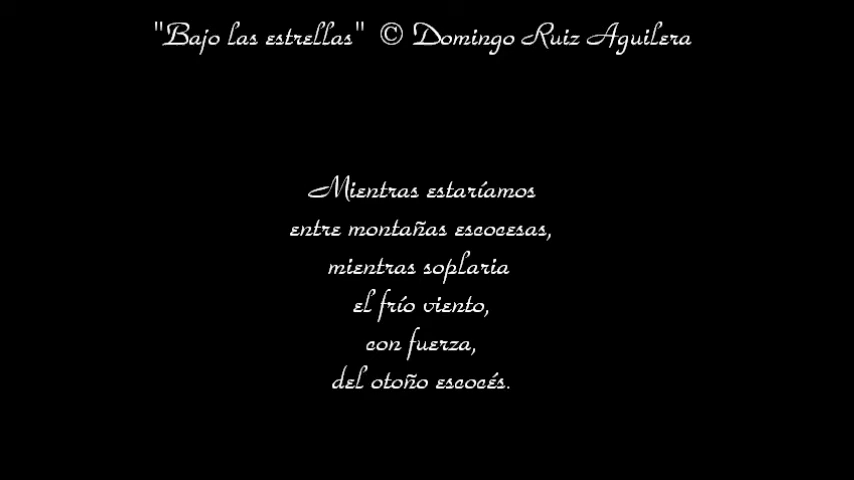 "Bajo las estrellas" © Domingo Ruiz Aguilera
Mientras estaríamos
entre montañas escocesas,
mientras soplaria
el frío viento,
con fuerza,
del otoño escocés.